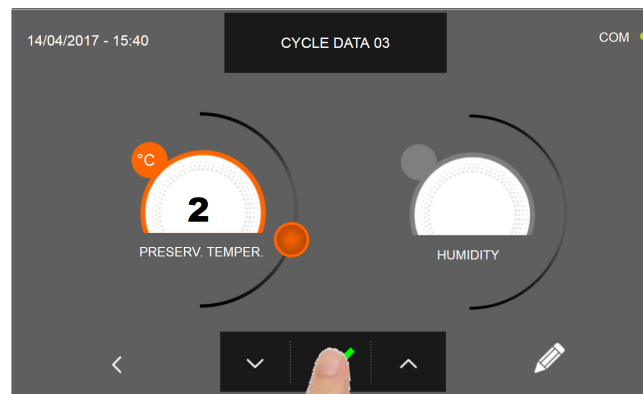 14/04/2017 - 15:40
CYCLE DATA 03
COM
°C
2
PRESERV. TEMPER.
HUMIDITY